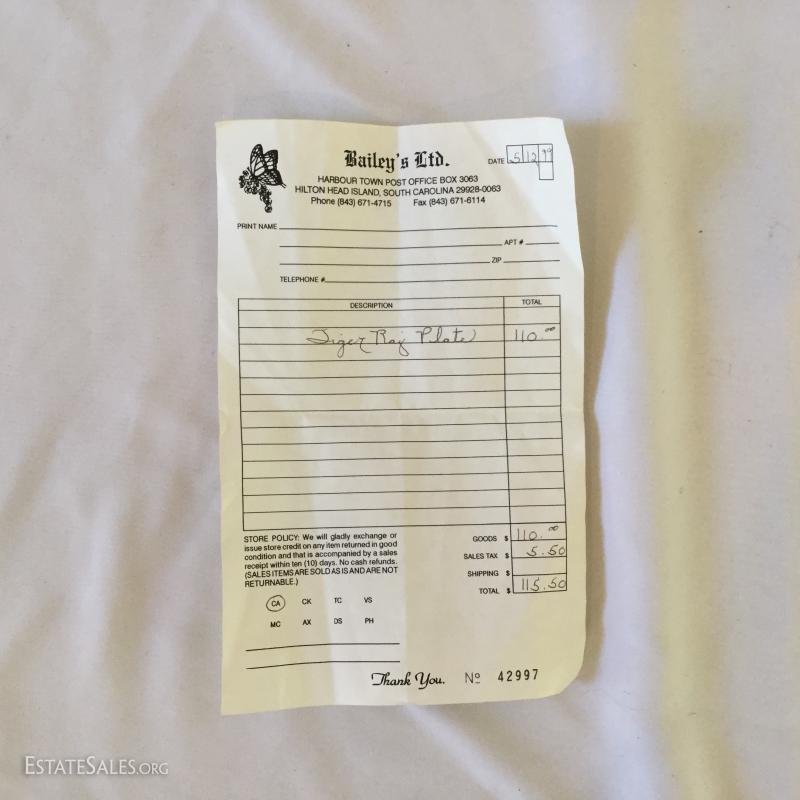 Bailey's Ltd.
DATE 5 12 99
HARBOUR TOWN POST OFFICE BOX 3063
HILTON HEAD ISLAND, SOUTH CAROLINA 29928-0063
Phone (843) 671-4715 Fax (843) 671-6114
PRINT NAME
APT #
ZIP
TELEPHONE #
DESCRIPTION TOTAL
Tiger Raj Plate 110.00
STORE POLICY: We will gladly exchange or
issue store credit on any item returned in good
condition and that is accompanied by a sales
receipt within ten (10) days. No cash refunds.
(SALES ITEMS ARE SOLD AS IS AND ARE NOT
RETURNABLE.)
GOODS $ 110.00
SALES TAX $ 5.50
SHIPPING $
TOTAL $ 115.50
CA CK TC VS
MC AX DS PH
Thank You. No 42997
ESTATESALES.ORG